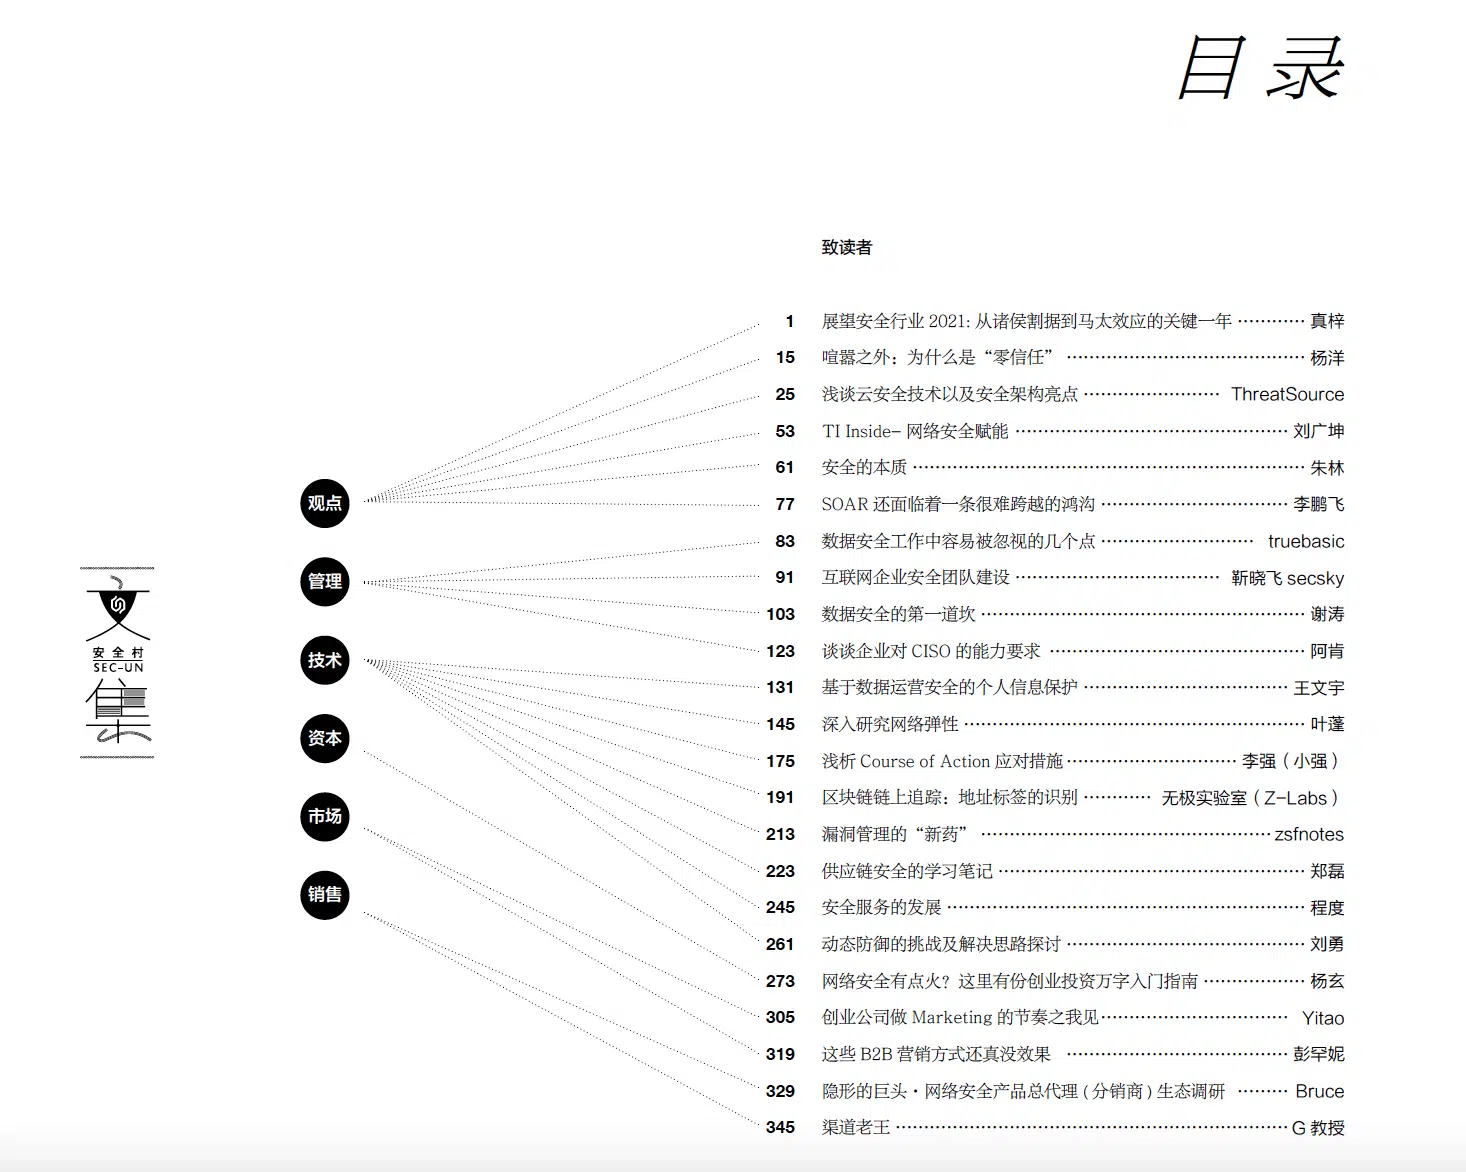 目录
致读者
1 展望安全行业 2021: 从诸侯割据到马太效应的关键一年 ············ 真梓
15 喧嚣之外：为什么是“零信任” ············ 杨洋
25 浅谈云安全技术以及安全架构亮点 ············ ThreatSource
53 TI Inside- 网络安全赋能 ············ 刘广坤
61 安全的本质 ············ 朱林
77 SOAR 还面临着一条很难跨越的鸿沟 ············ 李鹏飞
83 数据安全工作中容易被忽视的几个点 ············ truebasic
91 互联网企业安全团队建设 ············ 靳晓飞 secsky
103 数据安全的第一道坎 ············ 谢涛
123 谈谈企业对 CISO 的能力要求 ············ 阿肯
131 基于数据运营安全的个人信息保护 ············ 王文宇
145 深入研究网络弹性 ············ 叶蓬
175 浅析 Course of Action 应对措施 ············ 李强（小强）
191 区块链链上追踪：地址标签的识别 ············ 无极实验室（Z-Labs）
213 漏洞管理的“新药” ············ zsfnotes
223 供应链安全的学习笔记 ············ 郑磊
245 安全服务的发展 ············ 程度
261 动态防御的挑战及解决思路探讨 ············ 刘勇
273 网络安全有点火？这里有份创业投资万字入门指南 ············ 杨玄
305 创业公司做 Marketing 的节奏之我见 ············ Yitao
319 这些 B2B 营销方式还真没效果 ············ 彭罕妮
329 隐形的巨头·网络安全产品总代理 ( 分销商 ) 生态调研 ············ Bruce
345 渠道老王 ············ G 教授
观点
管理
技术
资本
市场
销售
文
安全村
SEC-UN
集